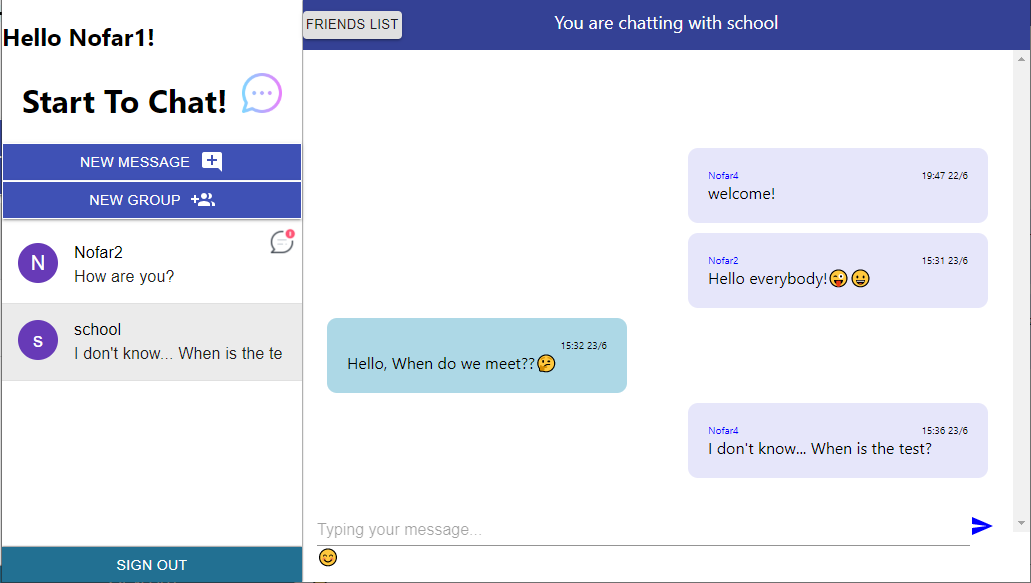 Hello Nofar1!
Start To Chat!
NEW MESSAGE
NEW GROUP
N
Nofar2
How are you?
s
school
I don't know... When is the te
SIGN OUT
FRIENDS LIST
You are chatting with school
Nofar4 19:47 22/6
welcome!
Nofar2 15:31 23/6
Hello everybody!😜😀
15:32 23/6
Hello, When do we meet??🤔
Nofar4 15:36 23/6
I don't know... When is the test?
Typing your message...
😊